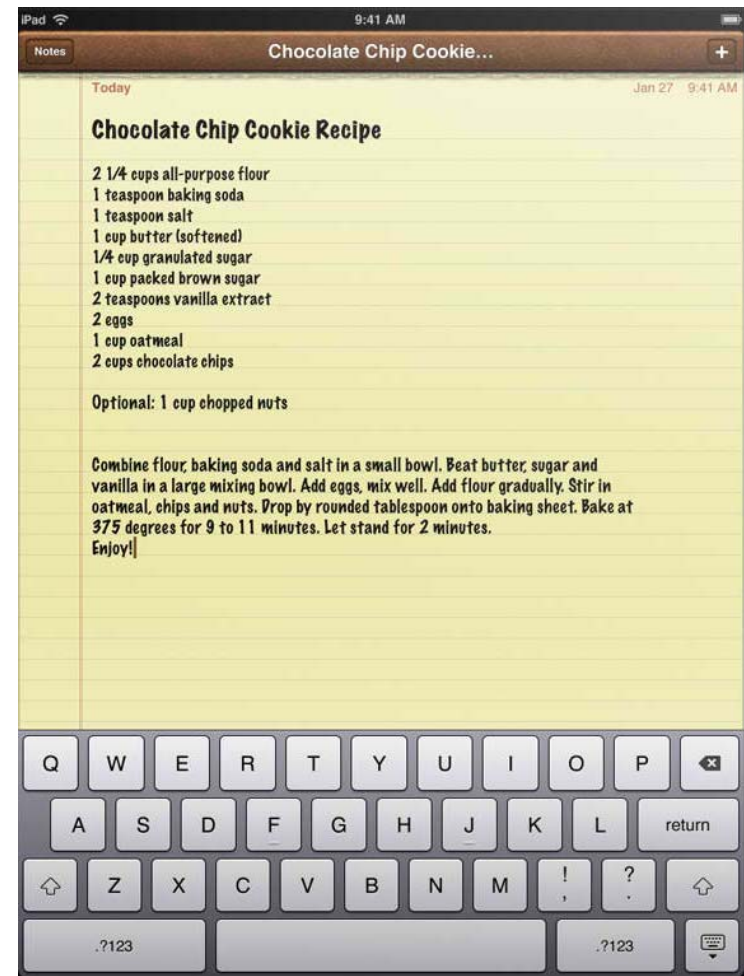 iPad 9:41 AM
Notes Chocolate Chip Cookie... +
Today Jan 27 9:41 AM
Chocolate Chip Cookie Recipe
2 1/4 cups all-purpose flour
1 teaspoon baking soda
1 teaspoon salt
1 cup butter (softened)
1/4 cup granulated sugar
1 cup packed brown sugar
2 teaspoons vanilla extract
2 eggs
1 cup oatmeal
2 cups chocolate chips
Optional: 1 cup chopped nuts
Combine flour, baking soda and salt in a small bowl. Beat butter, sugar and
vanilla in a large mixing bowl. Add eggs, mix well. Add flour gradually. Stir in
oatmeal, chips and nuts. Drop by rounded tablespoon onto baking sheet. Bake at
375 degrees for 9 to 11 minutes. Let stand for 2 minutes.
Enjoy!
Q W E R T Y U I O P
A S D F G H J K L return
Z X C V B N M ! , ? .
.?123 .?123